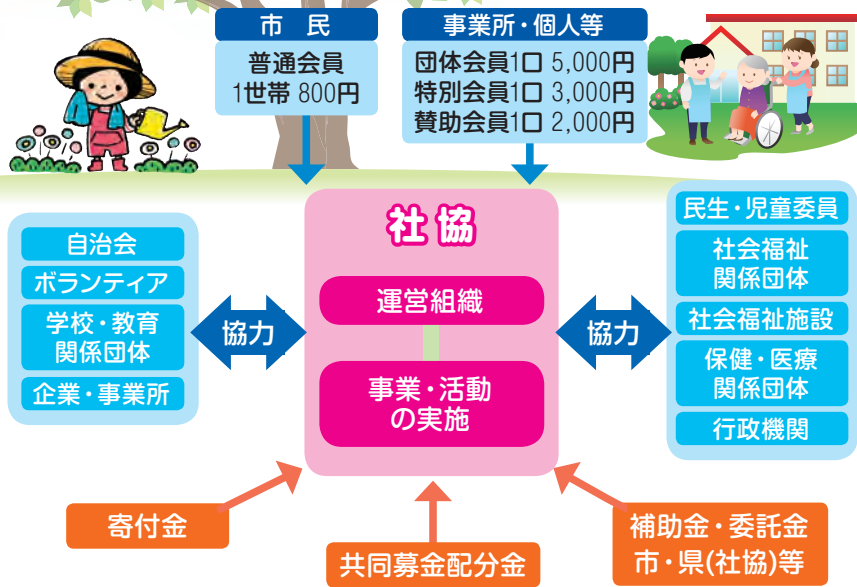 市 民
普通会員
1世帯 800円
事業所・個人等
団体会員1口 5,000円
特別会員1口 3,000円
賛助会員1口 2,000円
社協
運営組織
事業・活動
の実施
自治会
ボランティア
学校・教育
関係団体
企業・事業所
協力
協力
民生・児童委員
社会福祉
関係団体
社会福祉施設
保健・医療
関係団体
行政機関
寄付金
共同募金配分金
補助金・委託金
市・県(社協)等